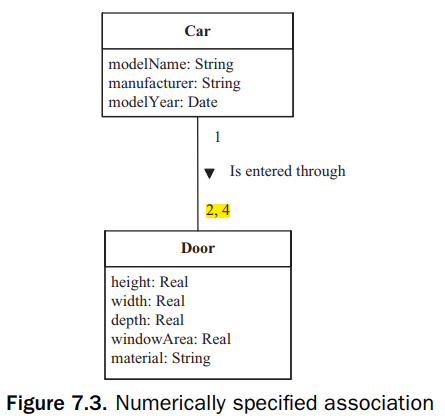 Car
modelName: String
manufacturer: String
modelYear: Date
1
Is entered through
2, 4
Door
height: Real
width: Real
depth: Real
windowArea: Real
material: String
Figure 7.3. Numerically specified association